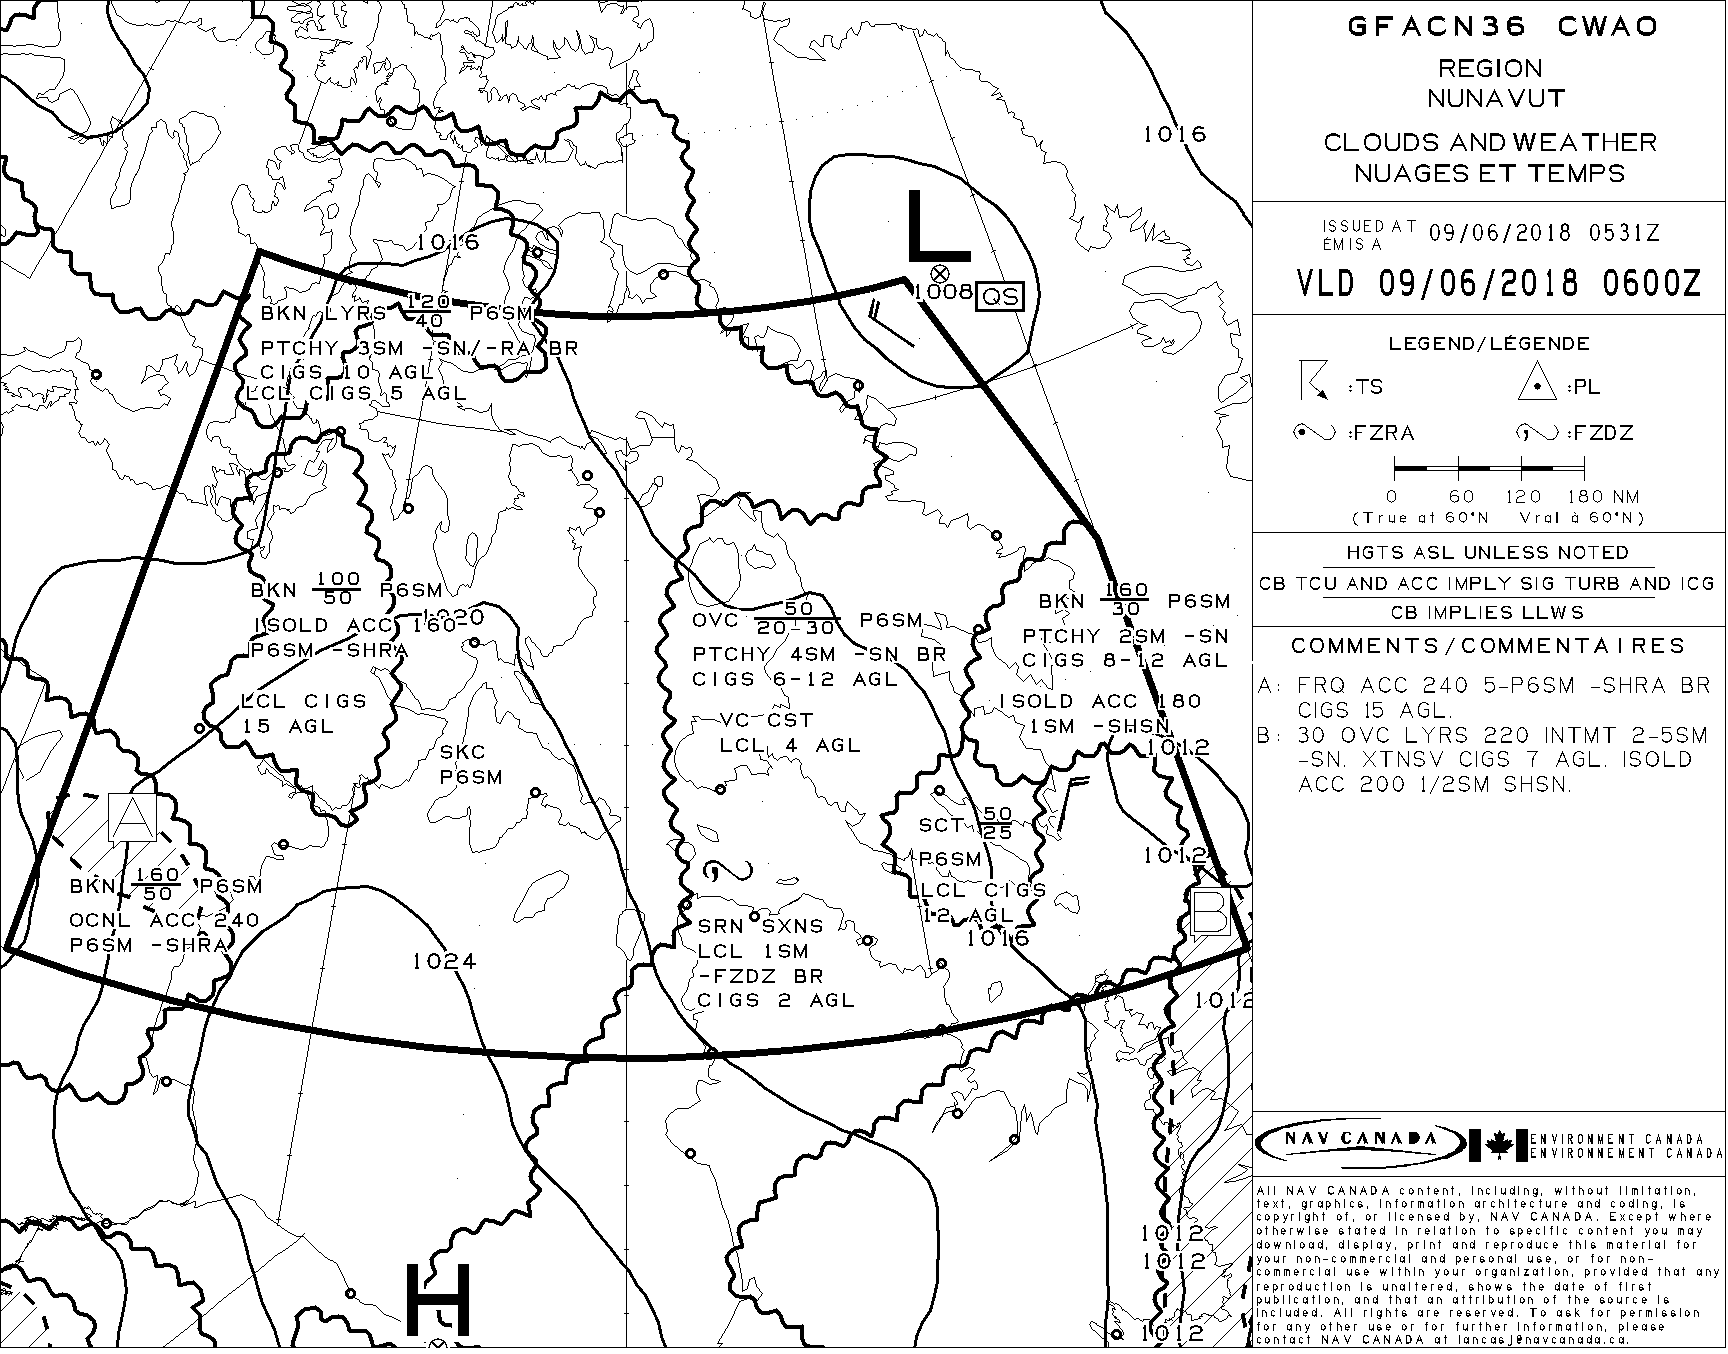 GFACN36 CWAO
REGION
NUNAVUT
CLOUDS AND WEATHER
NUAGES ET TEMPS
ISSUED AT 09/06/2018 0531Z
ÉMIS A
VLD 09/06/2018 0600Z
LEGEND/LÉGENDE
:TS :PL
:FZRA :FZDZ
0 60 120 180 NM
(True at 60°N Vrai à 60°N)
HGTS ASL UNLESS NOTED
CB TCU AND ACC IMPLY SIG TURB AND ICG
CB IMPLIES LLWS
COMMENTS/COMMENTAIRES
A: FRQ ACC 240 5-P6SM -SHRA BR
CIGS 15 AGL.
B: 30 OVC LYRS 220 INTMT 2-5SM
-SN. XTNSV CIGS 7 AGL. ISOLD
ACC 200 1/2SM SHSN.
NAV CANADA
ENVIRONMENT CANADA
ENVIRONNEMENT CANADA
All NAV CANADA content, including, without limitation,
text, graphics, information architecture and coding, is
copyright of, or licensed by, NAV CANADA. Except where
otherwise stated in relation to specific content you may
download, display, print and reproduce this material for
your non-commercial and personal use, or for non-
commercial use within your organization, provided that any
reproduction is unaltered, shows the date of first
publication, and that an attribution of the source is
included. All rights are reserved. To ask for permission
for any other use or for further information, please
contact NAV CANADA at lancasj@navcanada.ca.
1016
L
1008 QS
1016
BKN LYRS 120/40 P6SM
PTCHY 3SM -SN/-RA BR
CIGS 10 AGL
LCL CIGS 5 AGL
BKN 100/50 P6SM
ISOLD ACC 160
P6SM -SHRA
LCL CIGS
15 AGL
1020
OVC 50/20-30 P6SM
PTCHY 4SM -SN BR
CIGS 6-12 AGL
VC CST
LCL 4 AGL
BKN 160/30 P6SM
PTCHY 2SM -SN
CIGS 8-12 AGL
ISOLD ACC 180
1SM -SHSN
1012
SKC
P6SM
SCT 50/25
P6SM
LCL CIGS
12 AGL
1016
1012
A
BKN 160/50 P6SM
OCNL ACC 240
P6SM -SHRA
B
SRN SXNS
LCL 1SM
-FZDZ BR
CIGS 2 AGL
1024
1012
1012
1012
H
1012